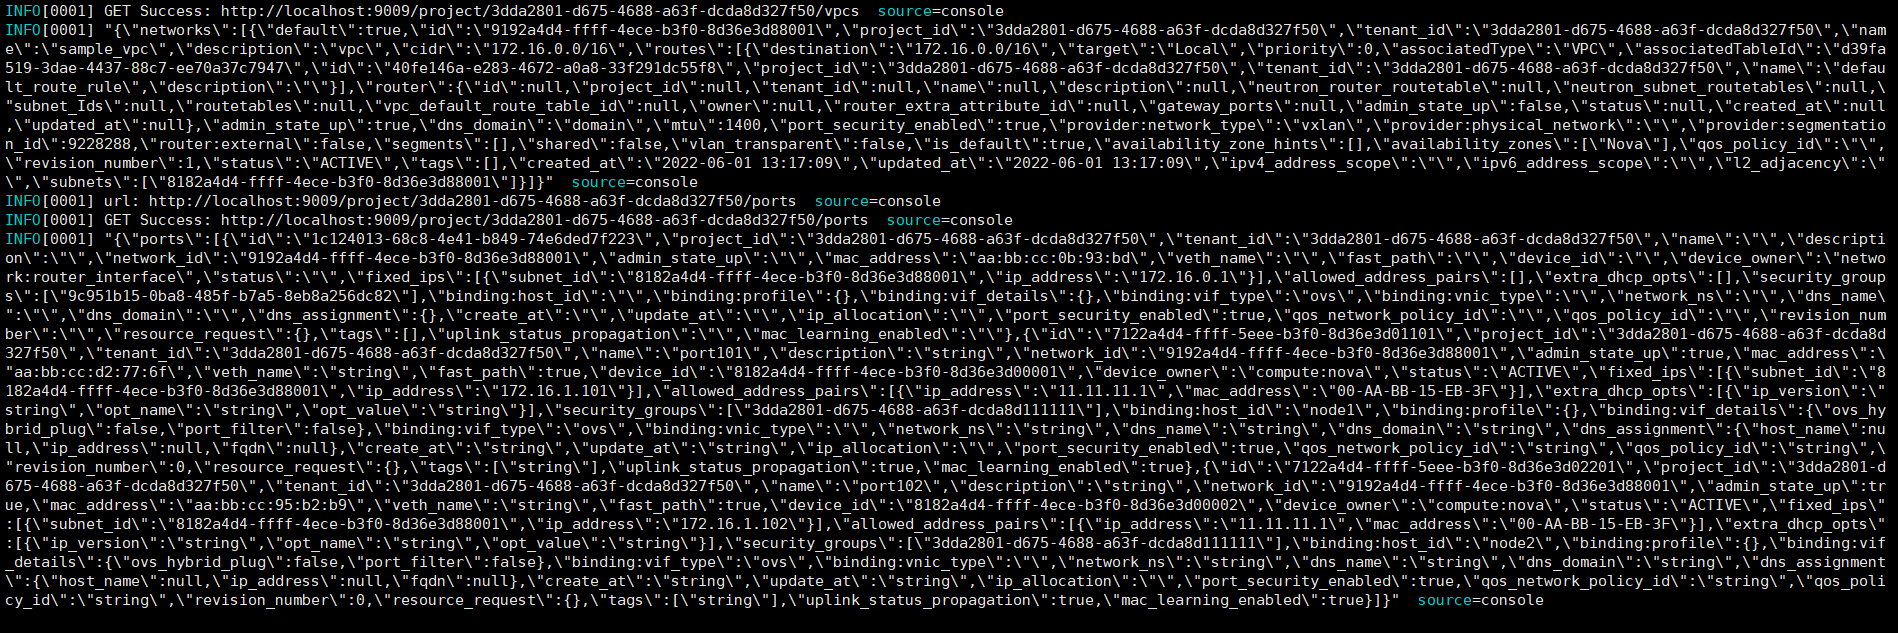 INFO[0001] GET Success: http://localhost:9009/project/3dda2801-d675-4688-a63f-dcda8d327f50/vpcs  source=console
INFO[0001] "{\"networks\":[{\"default\":true,\"id\":\"9192a4d4-ffff-4ece-b3f0-8d36e3d88001\",\"project_id\":\"3dda2801-d675-4688-a63f-dcda8d327f50\",\"tenant_id\":\"3dda2801-d675-4688-a63f-dcda8d327f50\",\"nam
e\":\"sample_vpc\",\"description\":\"vpc\",\"cidr\":\"172.16.0.0/16\",\"routes\":[{\"destination\":\"172.16.0.0/16\",\"target\":\"Local\",\"priority\":0,\"associatedType\":\"VPC\",\"associatedTableId\":\"d39fa
519-3dae-4437-88c7-ee70a37c7947\",\"id\":\"40fe146a-e283-4672-a0a8-33f291dc55f8\",\"project_id\":\"3dda2801-d675-4688-a63f-dcda8d327f50\",\"tenant_id\":\"3dda2801-d675-4688-a63f-dcda8d327f50\",\"name\":\"defau
lt_route_rule\",\"description\":\"\"}],\"router\":{\"id\":null,\"project_id\":null,\"tenant_id\":null,\"name\":null,\"description\":null,\"neutron_router_routetable\":null,\"neutron_subnet_routetables\":null,\
"subnet_Ids\":null,\"routetables\":null,\"vpc_default_route_table_id\":null,\"owner\":null,\"router_extra_attribute_id\":null,\"gateway_ports\":null,\"admin_state_up\":false,\"status\":null,\"created_at\":null
,\"updated_at\":null},\"admin_state_up\":true,\"dns_domain\":\"domain\",\"mtu\":1400,\"port_security_enabled\":true,\"provider:network_type\":\"vxlan\",\"provider:physical_network\":\"\",\"provider:segmentatio
n_id\":9228288,\"router:external\":false,\"segments\":[],\"shared\":false,\"vlan_transparent\":false,\"is_default\":true,\"availability_zone_hints\":[],\"availability_zones\":[\"Nova\"],\"qos_policy_id\":\"\",
\"revision_number\":1,\"status\":\"ACTIVE\",\"tags\":[],\"created_at\":\"2022-06-01 13:17:09\",\"updated_at\":\"2022-06-01 13:17:09\",\"ipv4_address_scope\":\"\",\"ipv6_address_scope\":\"\",\"l2_adjacency\":\"
\",\"subnets\":[\"8182a4d4-ffff-4ece-b3f0-8d36e3d88001\"]}]}"  source=console
INFO[0001] url: http://localhost:9009/project/3dda2801-d675-4688-a63f-dcda8d327f50/ports  source=console
INFO[0001] GET Success: http://localhost:9009/project/3dda2801-d675-4688-a63f-dcda8d327f50/ports  source=console
INFO[0001] "{\"ports\":[{\"id\":\"1c124013-68c8-4e41-b849-74e6ded7f223\",\"project_id\":\"3dda2801-d675-4688-a63f-dcda8d327f50\",\"tenant_id\":\"3dda2801-d675-4688-a63f-dcda8d327f50\",\"name\":\"\",\"descripti
on\":\"\",\"network_id\":\"9192a4d4-ffff-4ece-b3f0-8d36e3d88001\",\"admin_state_up\":\"\",\"mac_address\":\"aa:bb:cc:0b:93:bd\",\"veth_name\":\"\",\"fast_path\":\"\",\"device_id\":\"\",\"device_owner\":\"netwo
rk:router_interface\",\"status\":\"\",\"fixed_ips\":[{\"subnet_id\":\"8182a4d4-ffff-4ece-b3f0-8d36e3d88001\",\"ip_address\":\"172.16.0.1\"}],\"allowed_address_pairs\":[],\"extra_dhcp_opts\":[],\"security_group
s\":[\"9c951b15-0ba8-485f-b7a5-8eb8a256dc82\"],\"binding:host_id\":\"\",\"binding:profile\":{},\"binding:vif_details\":{},\"binding:vif_type\":\"ovs\",\"binding:vnic_type\":\"\",\"network_ns\":\"\",\"dns_name\
":\"\",\"dns_domain\":\"\",\"dns_assignment\":{},\"create_at\":\"\",\"update_at\":\"\",\"ip_allocation\":\"\",\"port_security_enabled\":true,\"qos_network_policy_id\":\"\",\"qos_policy_id\":\"\",\"revision_num
ber\":\"\",\"resource_request\":{},\"tags\":[],\"uplink_status_propagation\":\"\",\"mac_learning_enabled\":\"\"},{\"id\":\"7122a4d4-ffff-5eee-b3f0-8d36e3d01101\",\"project_id\":\"3dda2801-d675-4688-a63f-dcda8d
327f50\",\"tenant_id\":\"3dda2801-d675-4688-a63f-dcda8d327f50\",\"name\":\"port101\",\"description\":\"string\",\"network_id\":\"9192a4d4-ffff-4ece-b3f0-8d36e3d88001\",\"admin_state_up\":true,\"mac_address\":\
"aa:bb:cc:d2:77:6f\",\"veth_name\":\"string\",\"fast_path\":true,\"device_id\":\"8182a4d4-ffff-4ece-b3f0-8d36e3d00001\",\"device_owner\":\"compute:nova\",\"status\":\"ACTIVE\",\"fixed_ips\":[{\"subnet_id\":\"8
182a4d4-ffff-4ece-b3f0-8d36e3d88001\",\"ip_address\":\"172.16.1.101\"}],\"allowed_address_pairs\":[{\"ip_address\":\"11.11.11.1\",\"mac_address\":\"00-AA-BB-15-EB-3F\"}],\"extra_dhcp_opts\":[{\"ip_version\":\"
string\",\"opt_name\":\"string\",\"opt_value\":\"string\"}],\"security_groups\":[\"3dda2801-d675-4688-a63f-dcda8d111111\"],\"binding:host_id\":\"node1\",\"binding:profile\":{},\"binding:vif_details\":{\"ovs_hy
brid_plug\":false,\"port_filter\":false},\"binding:vif_type\":\"ovs\",\"binding:vnic_type\":\"\",\"network_ns\":\"string\",\"dns_name\":\"string\",\"dns_domain\":\"string\",\"dns_assignment\":{\"host_name\":nu
ll,\"ip_address\":null,\"fqdn\":null},\"create_at\":\"string\",\"update_at\":\"string\",\"ip_allocation\":\"\",\"port_security_enabled\":true,\"qos_network_policy_id\":\"string\",\"qos_policy_id\":\"string\",\
"revision_number\":0,\"resource_request\":{},\"tags\":[\"string\"],\"uplink_status_propagation\":true,\"mac_learning_enabled\":true},{\"id\":\"7122a4d4-ffff-5eee-b3f0-8d36e3d02201\",\"project_id\":\"3dda2801-d
675-4688-a63f-dcda8d327f50\",\"tenant_id\":\"3dda2801-d675-4688-a63f-dcda8d327f50\",\"name\":\"port102\",\"description\":\"string\",\"network_id\":\"9192a4d4-ffff-4ece-b3f0-8d36e3d88001\",\"admin_state_up\":tr
ue,\"mac_address\":\"aa:bb:cc:95:b2:b9\",\"veth_name\":\"string\",\"fast_path\":true,\"device_id\":\"8182a4d4-ffff-4ece-b3f0-8d36e3d00002\",\"device_owner\":\"compute:nova\",\"status\":\"ACTIVE\",\"fixed_ips\"
:[{\"subnet_id\":\"8182a4d4-ffff-4ece-b3f0-8d36e3d88001\",\"ip_address\":\"172.16.1.102\"}],\"allowed_address_pairs\":[{\"ip_address\":\"11.11.11.1\",\"mac_address\":\"00-AA-BB-15-EB-3F\"}],\"extra_dhcp_opts\"
:[{\"ip_version\":\"string\",\"opt_name\":\"string\",\"opt_value\":\"string\"}],\"security_groups\":[\"3dda2801-d675-4688-a63f-dcda8d111111\"],\"binding:host_id\":\"node2\",\"binding:profile\":{},\"binding:vif
_details\":{\"ovs_hybrid_plug\":false,\"port_filter\":false},\"binding:vif_type\":\"ovs\",\"binding:vnic_type\":\"\",\"network_ns\":\"string\",\"dns_name\":\"string\",\"dns_domain\":\"string\",\"dns_assignment
\":{\"host_name\":null,\"ip_address\":null,\"fqdn\":null},\"create_at\":\"string\",\"update_at\":\"string\",\"ip_allocation\":\"\",\"port_security_enabled\":true,\"qos_network_policy_id\":\"string\",\"qos_poli
cy_id\":\"string\",\"revision_number\":0,\"resource_request\":{},\"tags\":[\"string\"],\"uplink_status_propagation\":true,\"mac_learning_enabled\":true}]}"  source=console